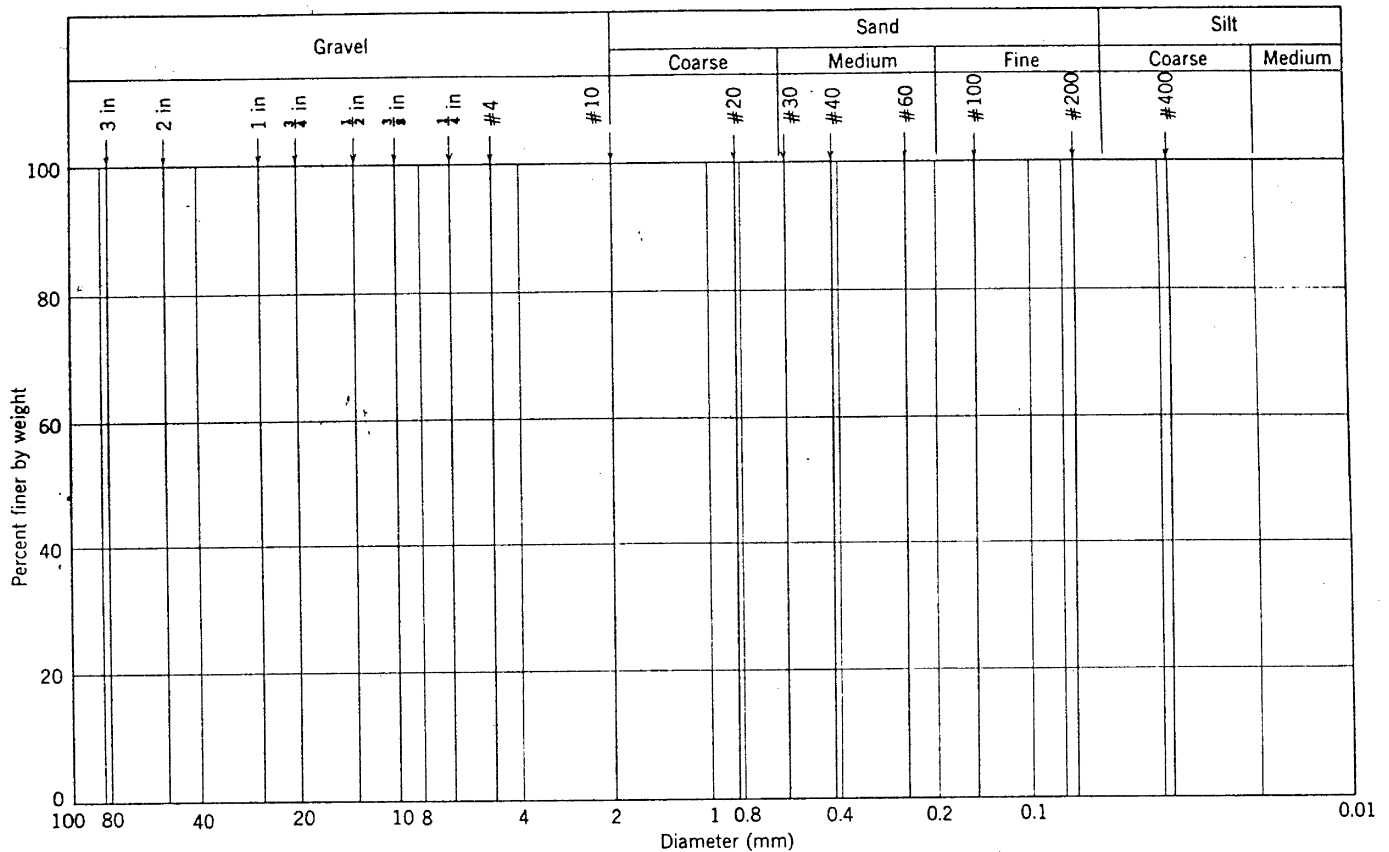 Gravel Sand Silt
Coarse Medium Fine Coarse Medium
3 in 2 in 1 in 3/4 in 1/2 in 3/8 in 1/4 in #4 #10 #20 #30 #40 #60 #100 #200 #400
100
80
60
40
20
0
Percent finer by weight
100 80 40 20 10 8 4 2 1 0.8 0.4 0.2 0.1 0.01
Diameter (mm)